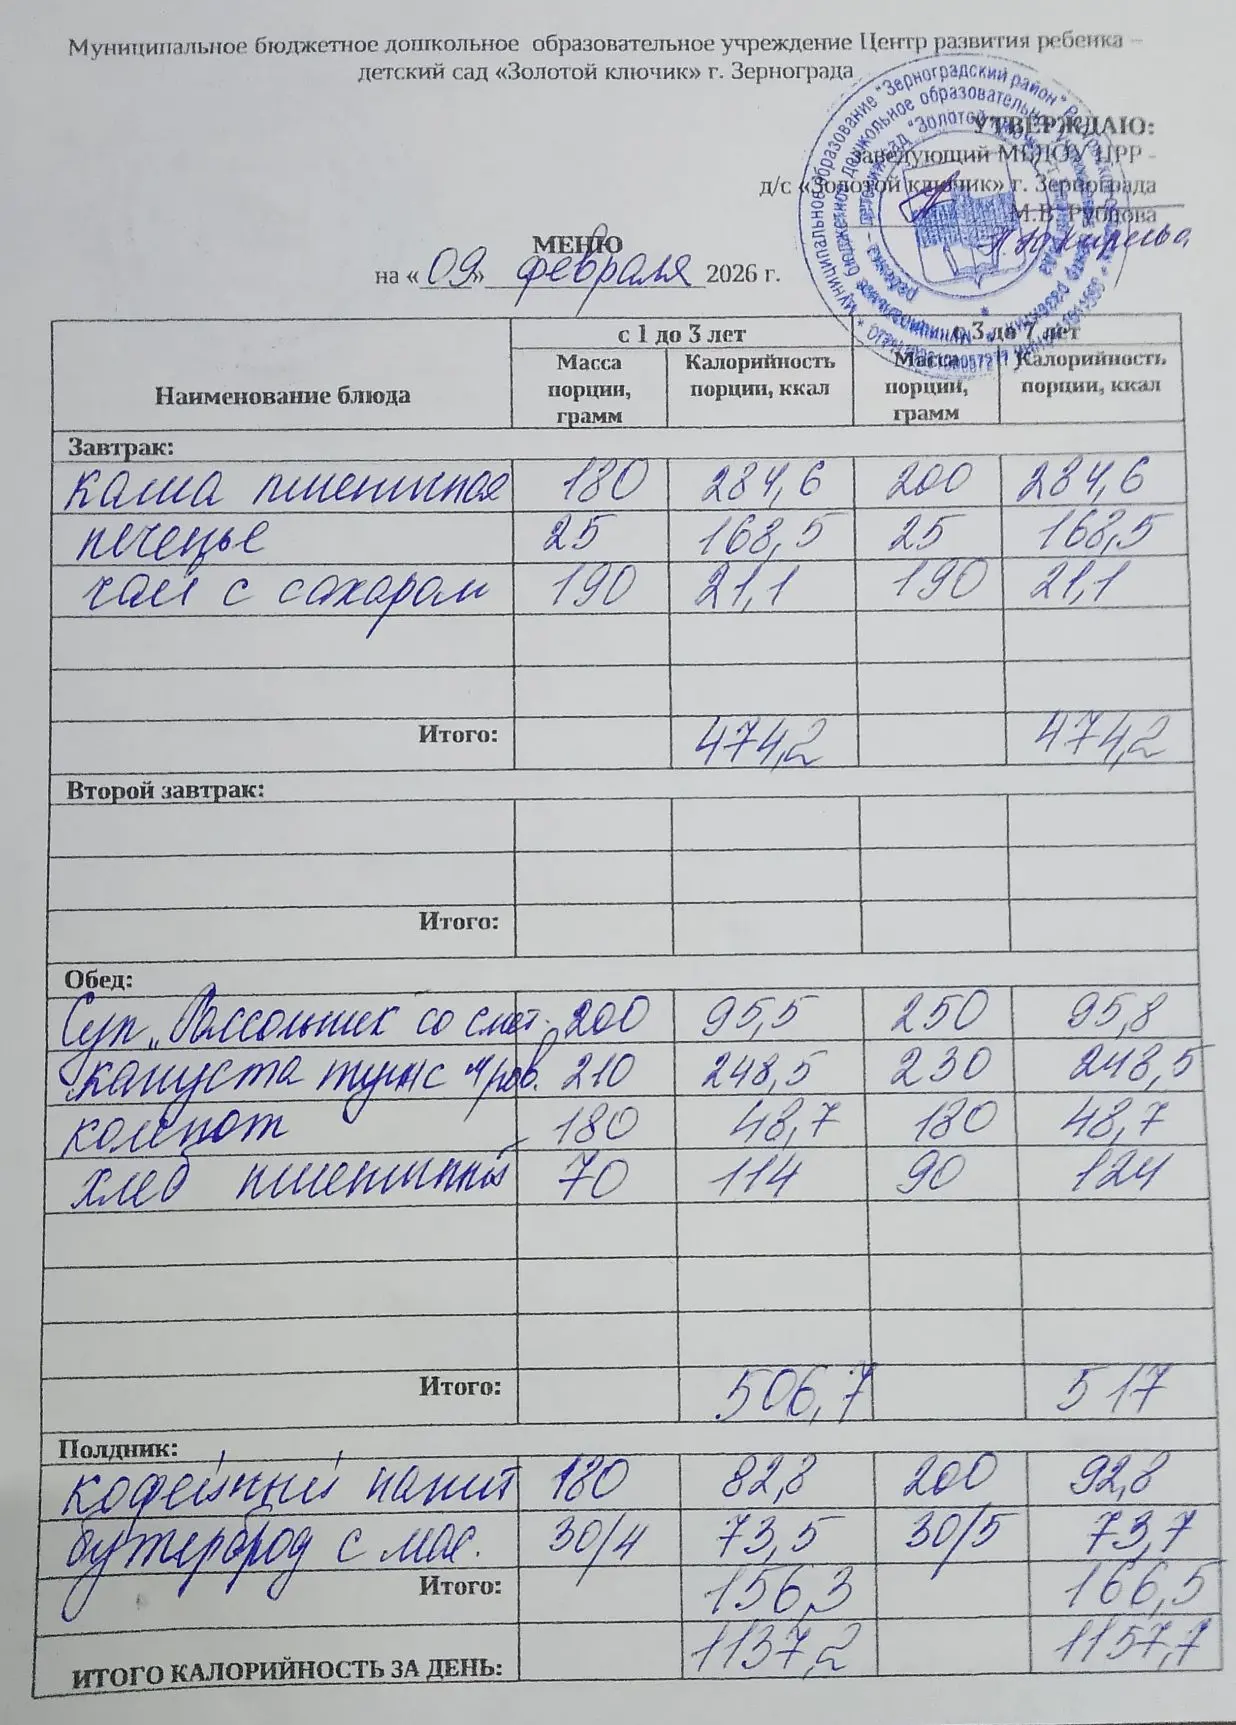 Муниципальное бюджетное дошкольное образовательное учреждение Центр развития ребенка –
детский сад «Золотой ключик» г. Зернограда
УТВЕРЖДАЮ:
заведующий МБДОУ ЦРР -
д/с «Золотой ключик» г. Зернограда
М.В. Рубцова
МЕНЮ
на « 09 » февраля 2026 г.
Наименование блюда с 1 до 3 лет с 3 до 7 лет
Масса порции, грамм Калорийность порции, ккал Масса порции, грамм Калорийность порции, ккал
Завтрак:
каша пшеничная 180 284,6 200 284,6
печенье 25 168,5 25 168,5
чай с сахаром 190 21,1 190 21,1
Итого: 474,2 474,2
Второй завтрак:
Итого:
Обед:
Суп „Рассольник со смет. 200 95,5 250 95,8
капуста туш с 210 248,5 230 248,5
компот 180 48,7 180 48,7
хлеб пшеничный 70 114 90 124
Итого: 506,7 517
Полдник:
кофейный напит 180 82,8 200 92,8
бутерброд с мас. 30/4 73,5 30/5 73,7
Итого: 156,3 166,5
ИТОГО КАЛОРИЙНОСТЬ ЗА ДЕНЬ: 1137,2 1157,7